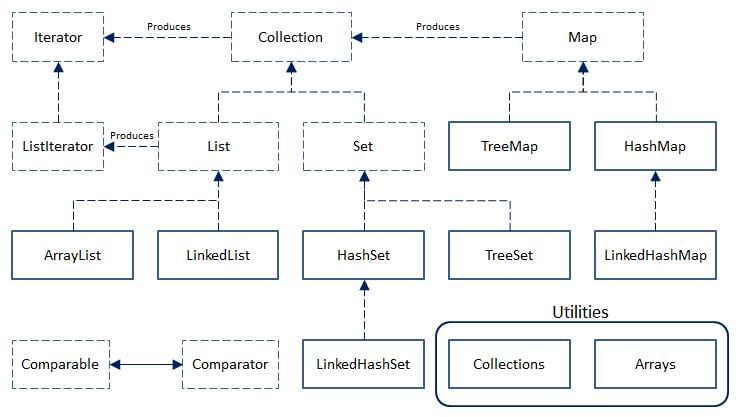 Iterator
Produces
Collection
Produces
Map
ListIterator
Produces
List
Set
TreeMap
HashMap
ArrayList
LinkedList
HashSet
TreeSet
LinkedHashMap
Utilities
Comparable
Comparator
LinkedHashSet
Collections
Arrays